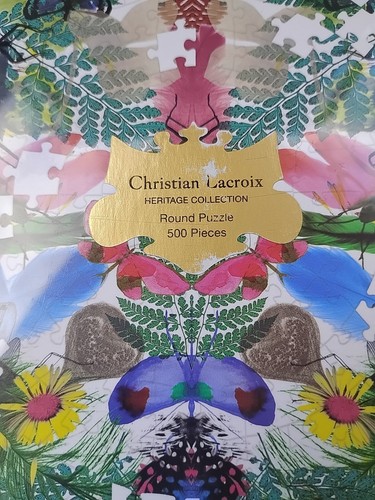 Christian Lacroix
HERITAGE COLLECTION
Round Puzzle
500 Pieces